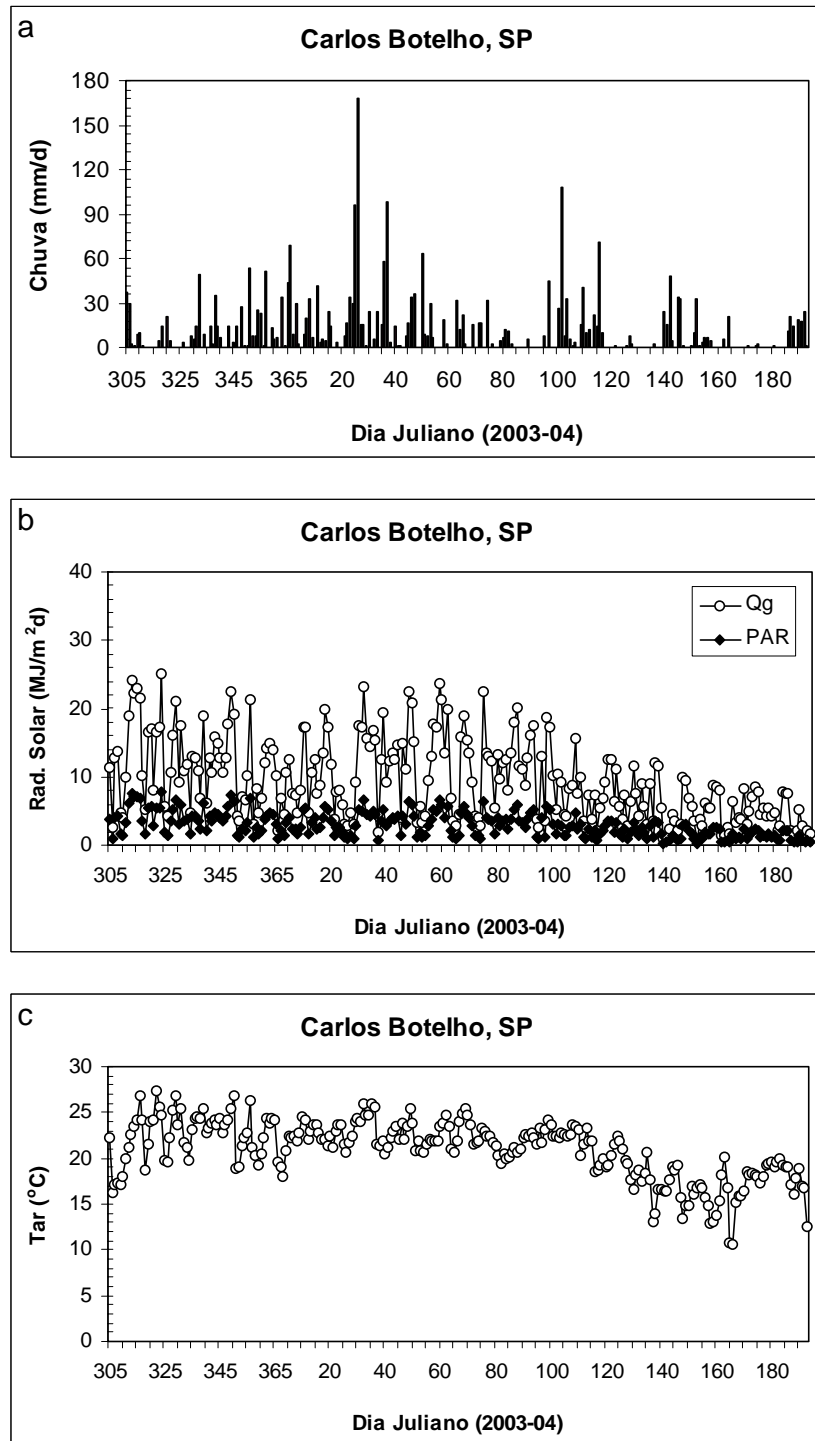 a
Carlos Botelho, SP
Chuva (mm/d)
180
150
120
90
60
30
0
305 325 345 365 20 40 60 80 100 120 140 160 180
Dia Juliano (2003-04)
b
Carlos Botelho, SP
Rad. Solar (MJ/m²d)
40
30
20
10
0
Qg
PAR
305 325 345 365 20 40 60 80 100 120 140 160 180
Dia Juliano (2003-04)
c
Carlos Botelho, SP
Tar (°C)
30
25
20
15
10
5
0
305 325 345 365 20 40 60 80 100 120 140 160 180
Dia Juliano (2003-04)